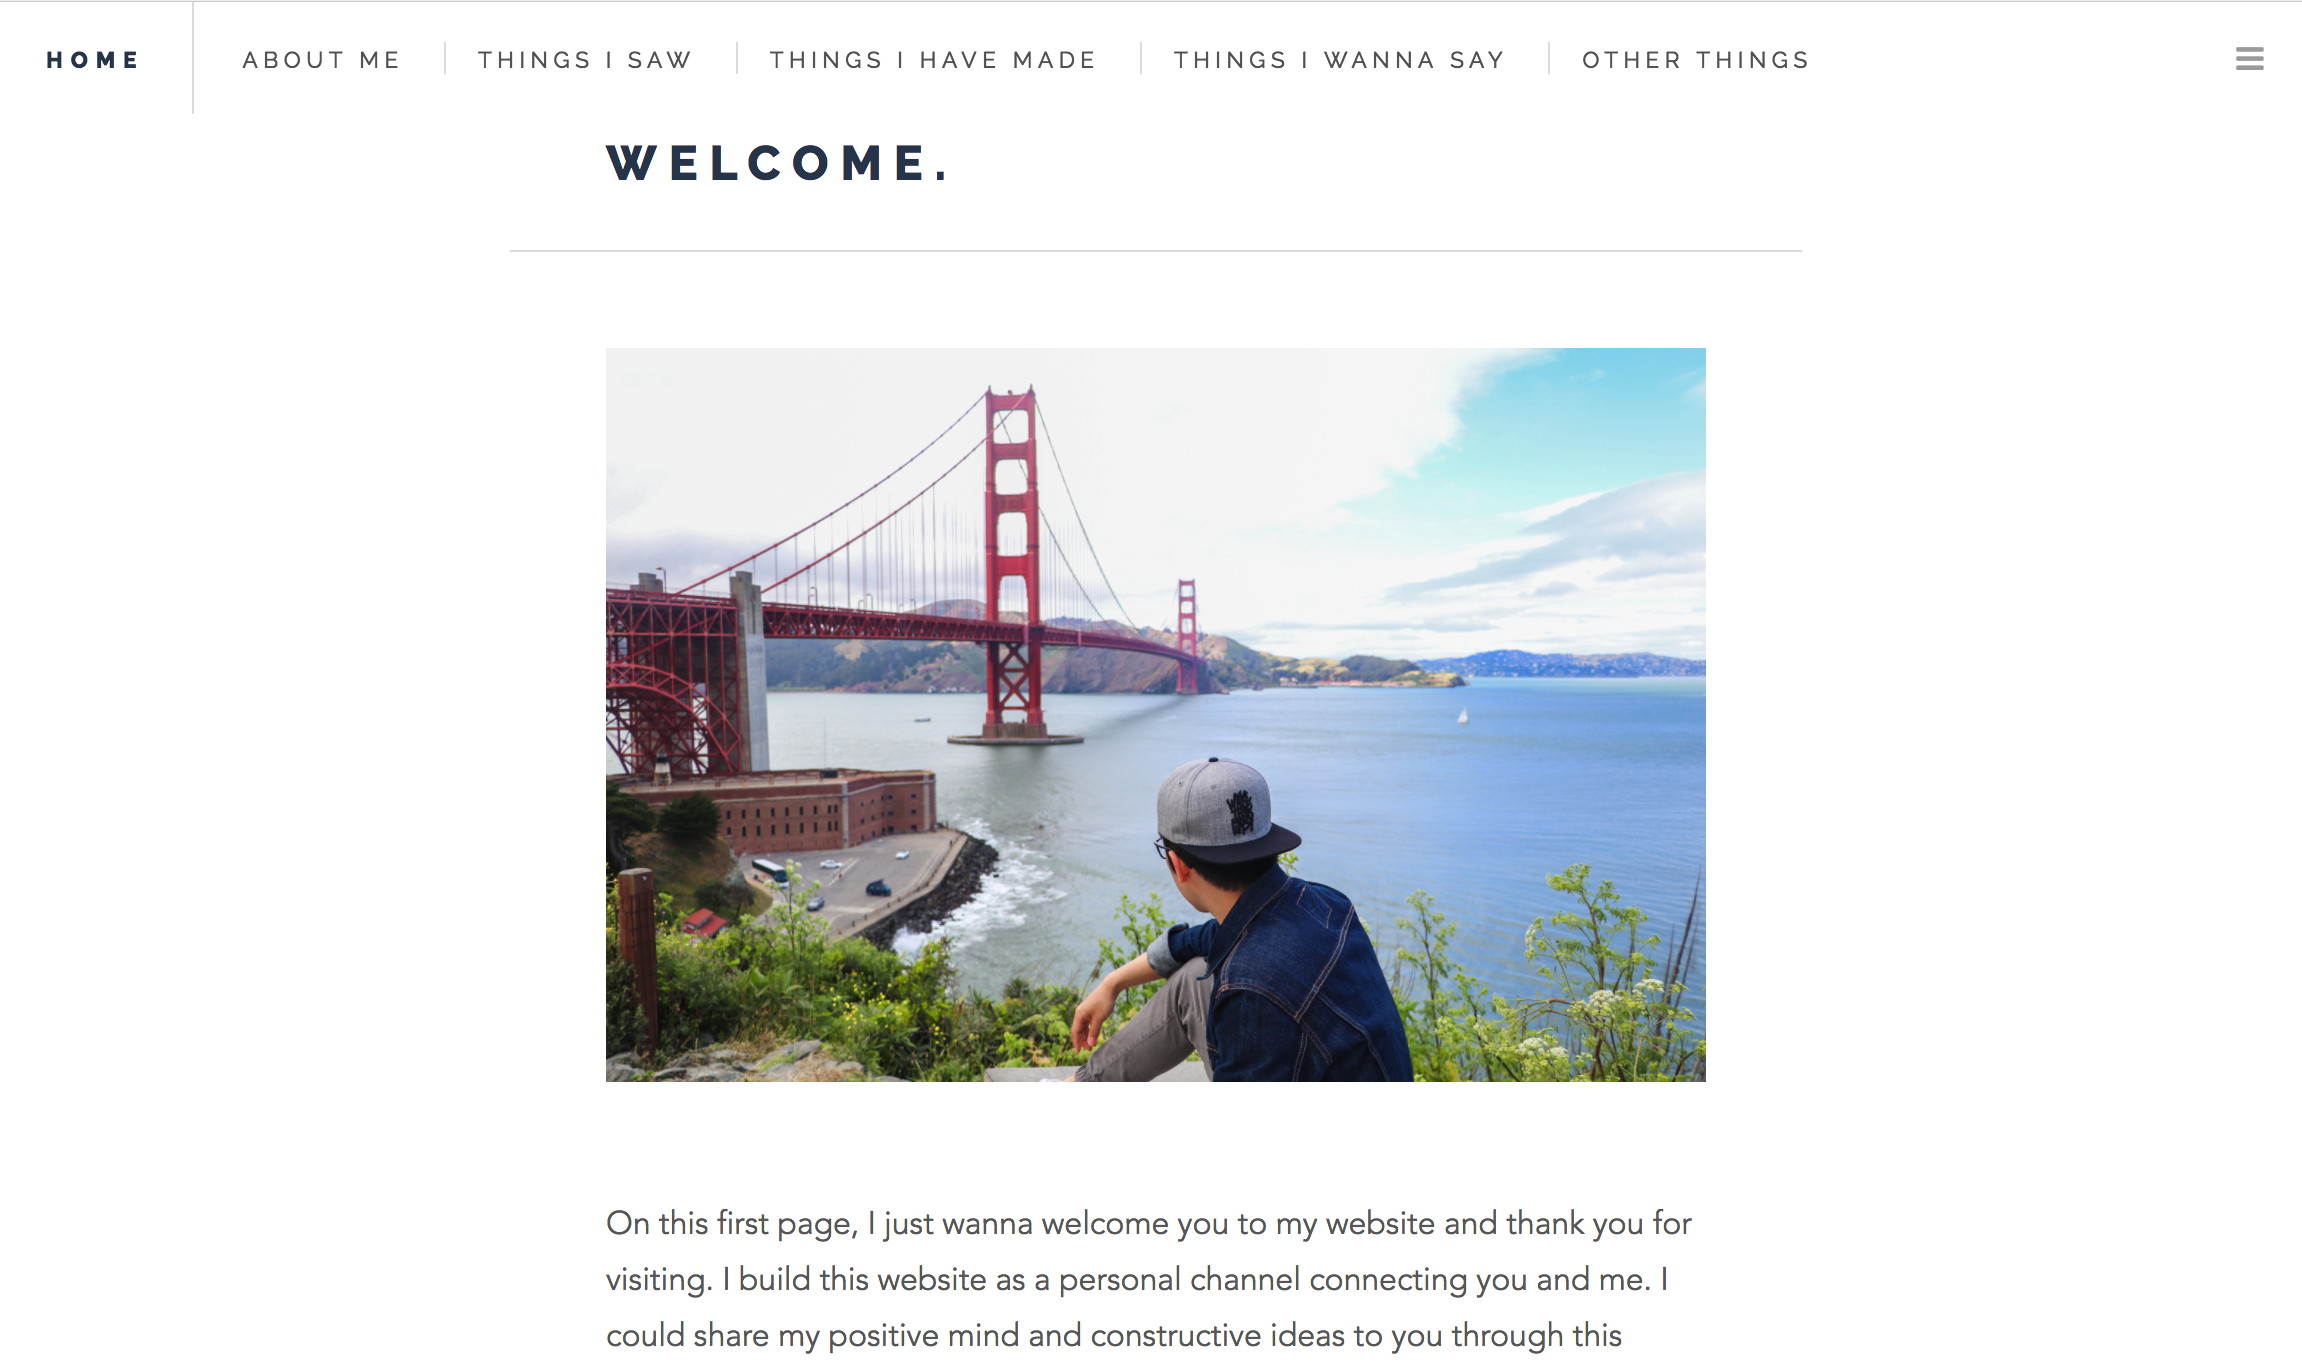 HOME
ABOUT ME
THINGS I SAW
THINGS I HAVE MADE
THINGS I WANNA SAY
OTHER THINGS
WELCOME.
On this first page, I just wanna welcome you to my website and thank you for
visiting. I build this website as a personal channel connecting you and me. I
could share my positive mind and constructive ideas to you through this